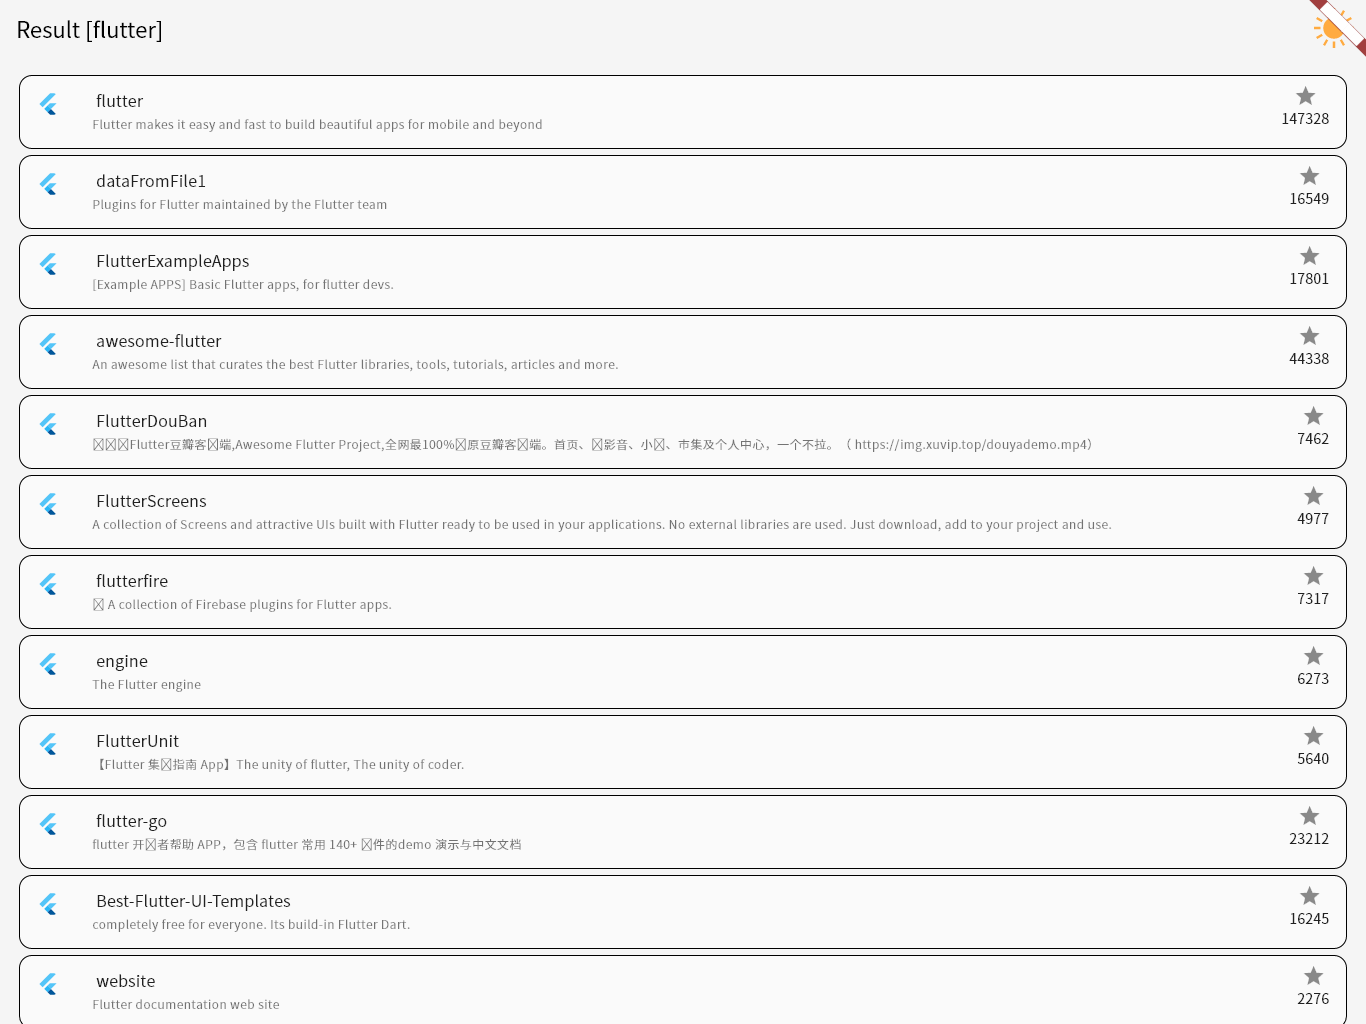 Result [flutter]
flutter
Flutter makes it easy and fast to build beautiful apps for mobile and beyond
147328
dataFromFile1
Plugins for Flutter maintained by the Flutter team
16549
FlutterExampleApps
[Example APPS] Basic Flutter apps, for flutter devs.
17801
awesome-flutter
An awesome list that curates the best Flutter libraries, tools, tutorials, articles and more.
44338
FlutterDouBan
Flutter豆瓣客端,Awesome Flutter Project,全网最100%原豆瓣客端。首页、影音、小、市集及个人中心，一个不拉。（ https://img.xuvip.top/douyademo.mp4）
7462
FlutterScreens
A collection of Screens and attractive UIs built with Flutter ready to be used in your applications. No external libraries are used. Just download, add to your project and use.
4977
flutterfire
A collection of Firebase plugins for Flutter apps.
7317
engine
The Flutter engine
6273
FlutterUnit
【Flutter 集指南 App】The unity of flutter, The unity of coder.
5640
flutter-go
flutter 开者帮助 APP，包含 flutter 常用 140+ 件的demo 演示与中文文档
23212
Best-Flutter-UI-Templates
completely free for everyone. Its build-in Flutter Dart.
16245
website
Flutter documentation web site
2276